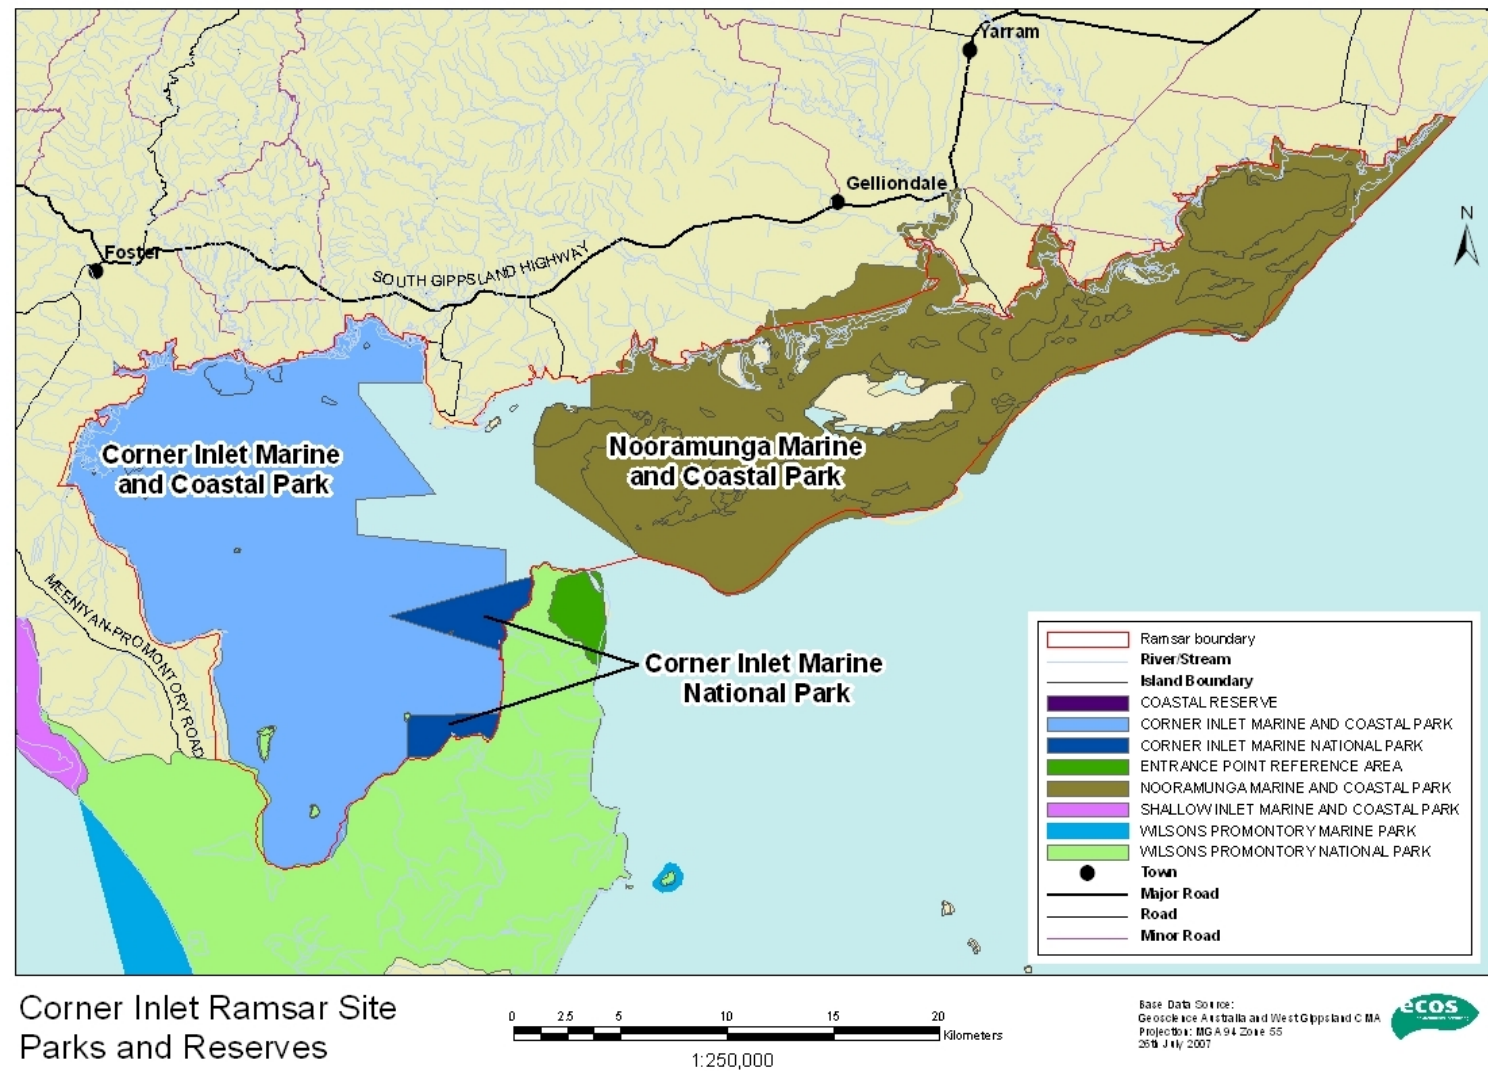 Yarram
Gelliondale
N
Foster
SOUTH GIPPSLAND HIGHWAY
Corner Inlet Marine
and Coastal Park
Nooramunga Marine
and Coastal Park
MEENIYAN-PROMONTORY ROAD
Corner Inlet Marine
National Park
Ramsar boundary
River/Stream
Island Boundary
COASTAL RESERVE
CORNER INLET MARINE AND COASTAL PARK
CORNER INLET MARINE NATIONAL PARK
ENTRANCE POINT REFERENCE AREA
NOORAMUNGA MARINE AND COASTAL PARK
SHALLOW INLET MARINE AND COASTAL PARK
WILSONS PROMONTORY MARINE PARK
WILSONS PROMONTORY NATIONAL PARK
Town
Major Road
Road
Minor Road
Corner Inlet Ramsar Site
Parks and Reserves
0 2.5 5 10 15 20
Kilometers
1:250,000
Base Data Source:
Geoscience Australia and West Gippsland CMA
Projection: MGA 94 Zone 55
26th July 2007
ecos